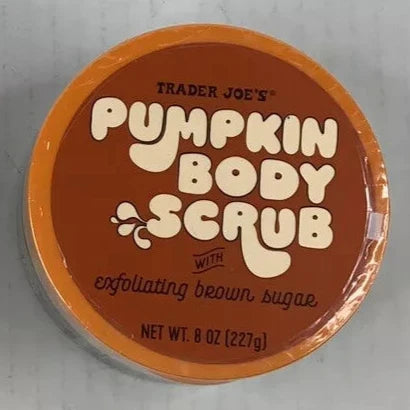 TRADER JOE'S®
PUMPKIN
BODY
SCRUB
WITH
exfoliating brown sugar
NET WT. 8 OZ (227g)